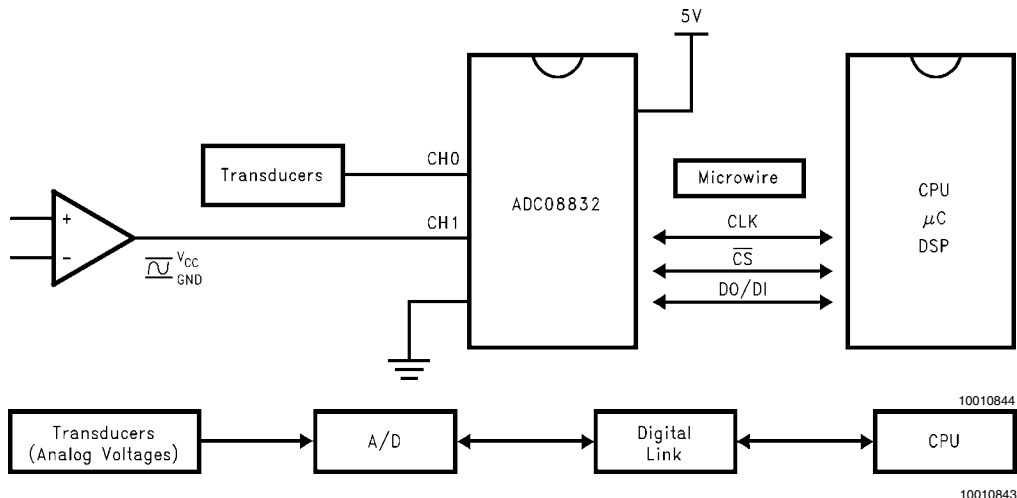 5V
CH0
Transducers
ADC08832
Microwire
CPU
μC
DSP
CH1
CLK
+
−
VCC
GND
CS
DO/DI
10010844
Transducers
(Analog Voltages)
A/D
Digital
Link
CPU
10010843